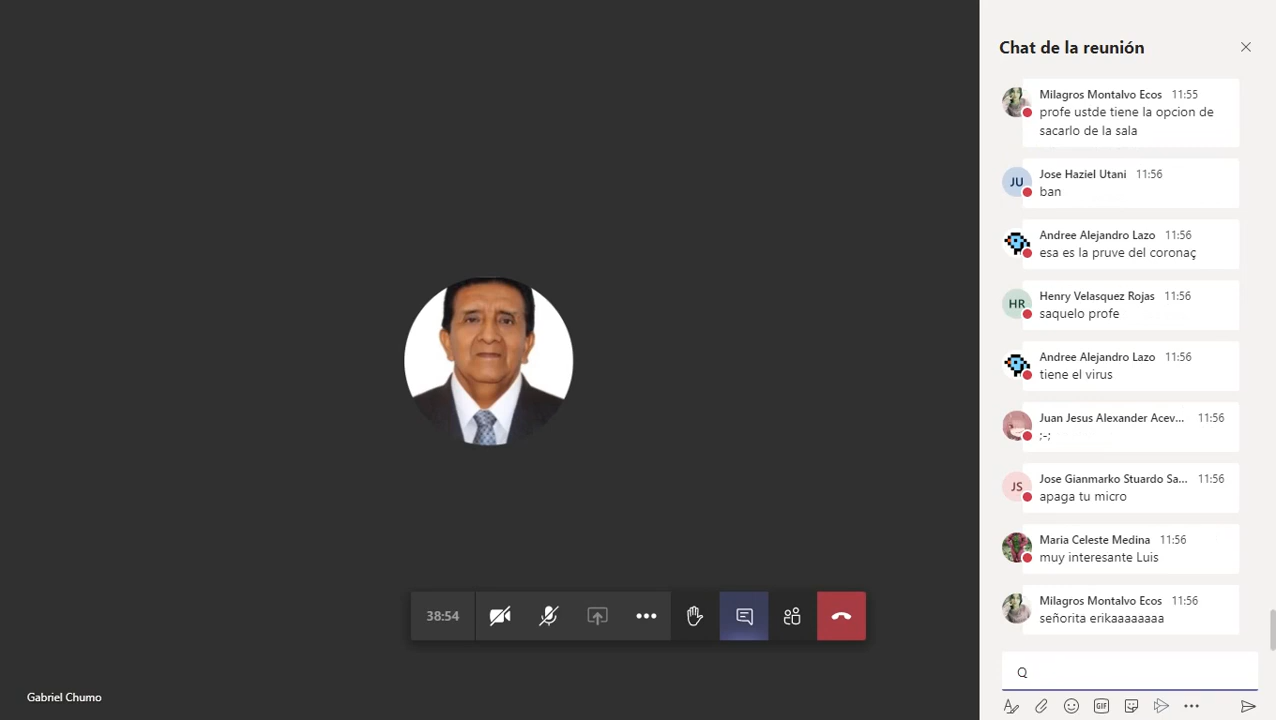 Chat de la reunión
Milagros Montalvo Ecos 11:55
profe ustde tiene la opcion de
sacarlo de la sala
JU
Jose Haziel Utani 11:56
ban
Andree Alejandro Lazo 11:56
esa es la pruve del coronaç
HR
Henry Velasquez Rojas 11:56
saquelo profe
Andree Alejandro Lazo 11:56
tiene el virus
Juan Jesus Alexander Acev... 11:56
;-;
JS
Jose Gianmarko Stuardo Sa... 11:56
apaga tu micro
Maria Celeste Medina 11:56
muy interesante Luis
Milagros Montalvo Ecos 11:56
señorita erikaaaaaaaa
Q
GIF
38:54
Gabriel Chumo